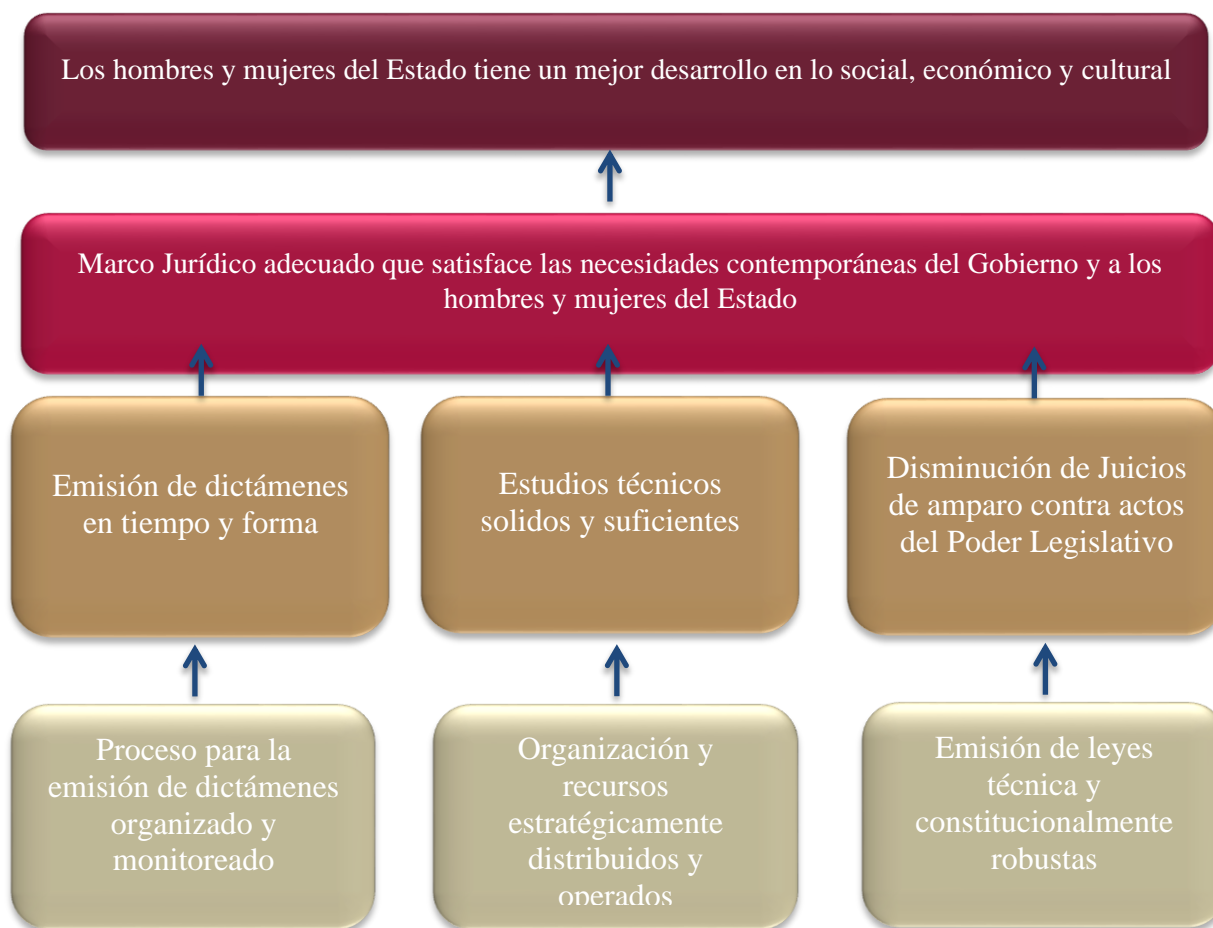 Los hombres y mujeres del Estado tiene un mejor desarrollo en lo social, económico y cultural
Marco Jurídico adecuado que satisface las necesidades contemporáneas del Gobierno y a los
hombres y mujeres del Estado
Emisión de dictámenes
en tiempo y forma
Estudios técnicos
solidos y suficientes
Disminución de Juicios
de amparo contra actos
del Poder Legislativo
Proceso para la
emisión de dictámenes
organizado y
monitoreado
Organización y
recursos
estratégicamente
distribuidos y
operados
Emisión de leyes
técnica y
constitucionalmente
robustas